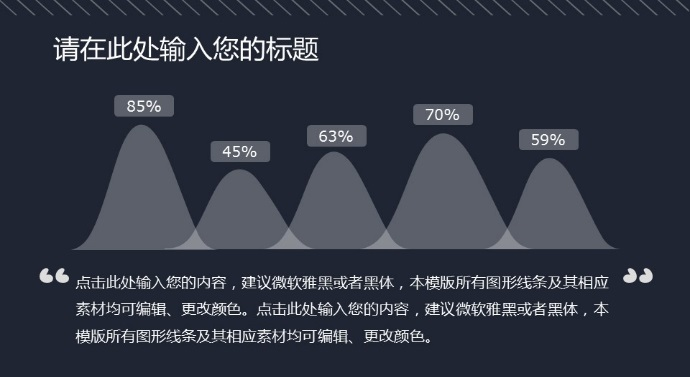 请在此处输入您的标题
85%
45%
63%
70%
59%
点击此处输入您的内容，建议微软雅黑或者黑体，本模版所有图形线条及其相应
素材均可编辑、更改颜色。点击此处输入您的内容，建议微软雅黑或者黑体，本
模版所有图形线条及其相应素材均可编辑、更改颜色。